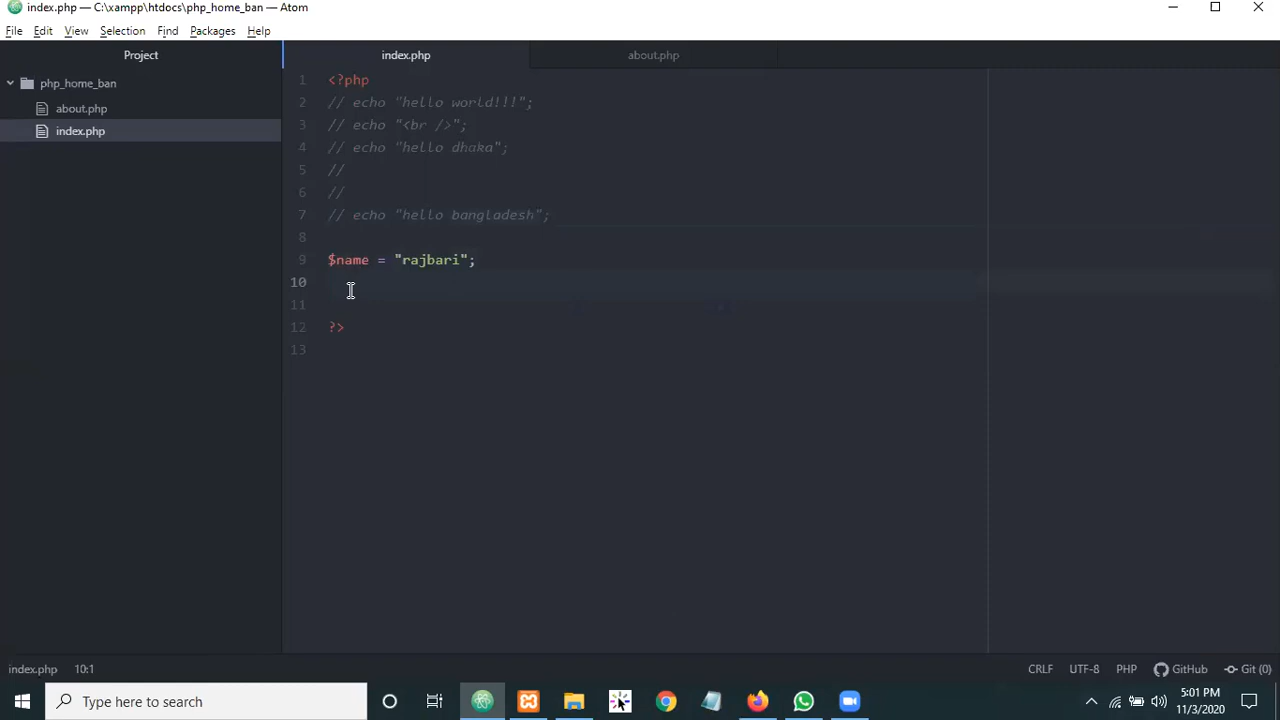 index.php — C:\xampp\htdocs\php_home_ban — Atom
File Edit View Selection Find Packages Help
Project
index.php
about.php
php_home_ban
about.php
index.php
1 <?php
2 // echo "hello world!!!";
3 // echo "<br />";
4 // echo "hello dhaka";
5 //
6 //
7 // echo "hello bangladesh";
8
9 $name = "rajbari";
10
11
12 ?>
13
index.php 10:1
CRLF UTF-8 PHP GitHub Git (0)
Type here to search
5:01 PM
11/3/2020